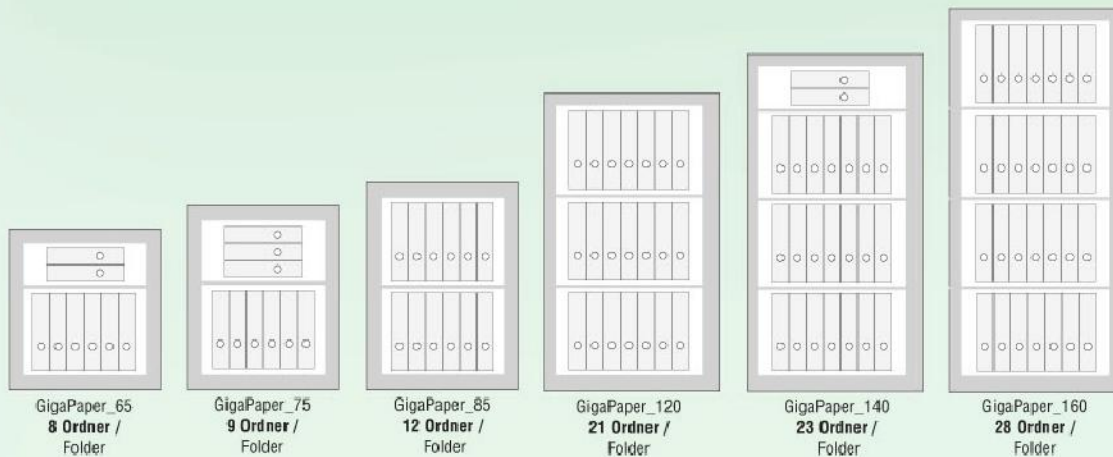 GigaPaper_65
8 Ordner /
Folder
GigaPaper_75
9 Ordner /
Folder
GigaPaper_85
12 Ordner /
Folder
GigaPaper_120
21 Ordner /
Folder
GigaPaper_140
23 Ordner /
Folder
GigaPaper_160
28 Ordner /
Folder